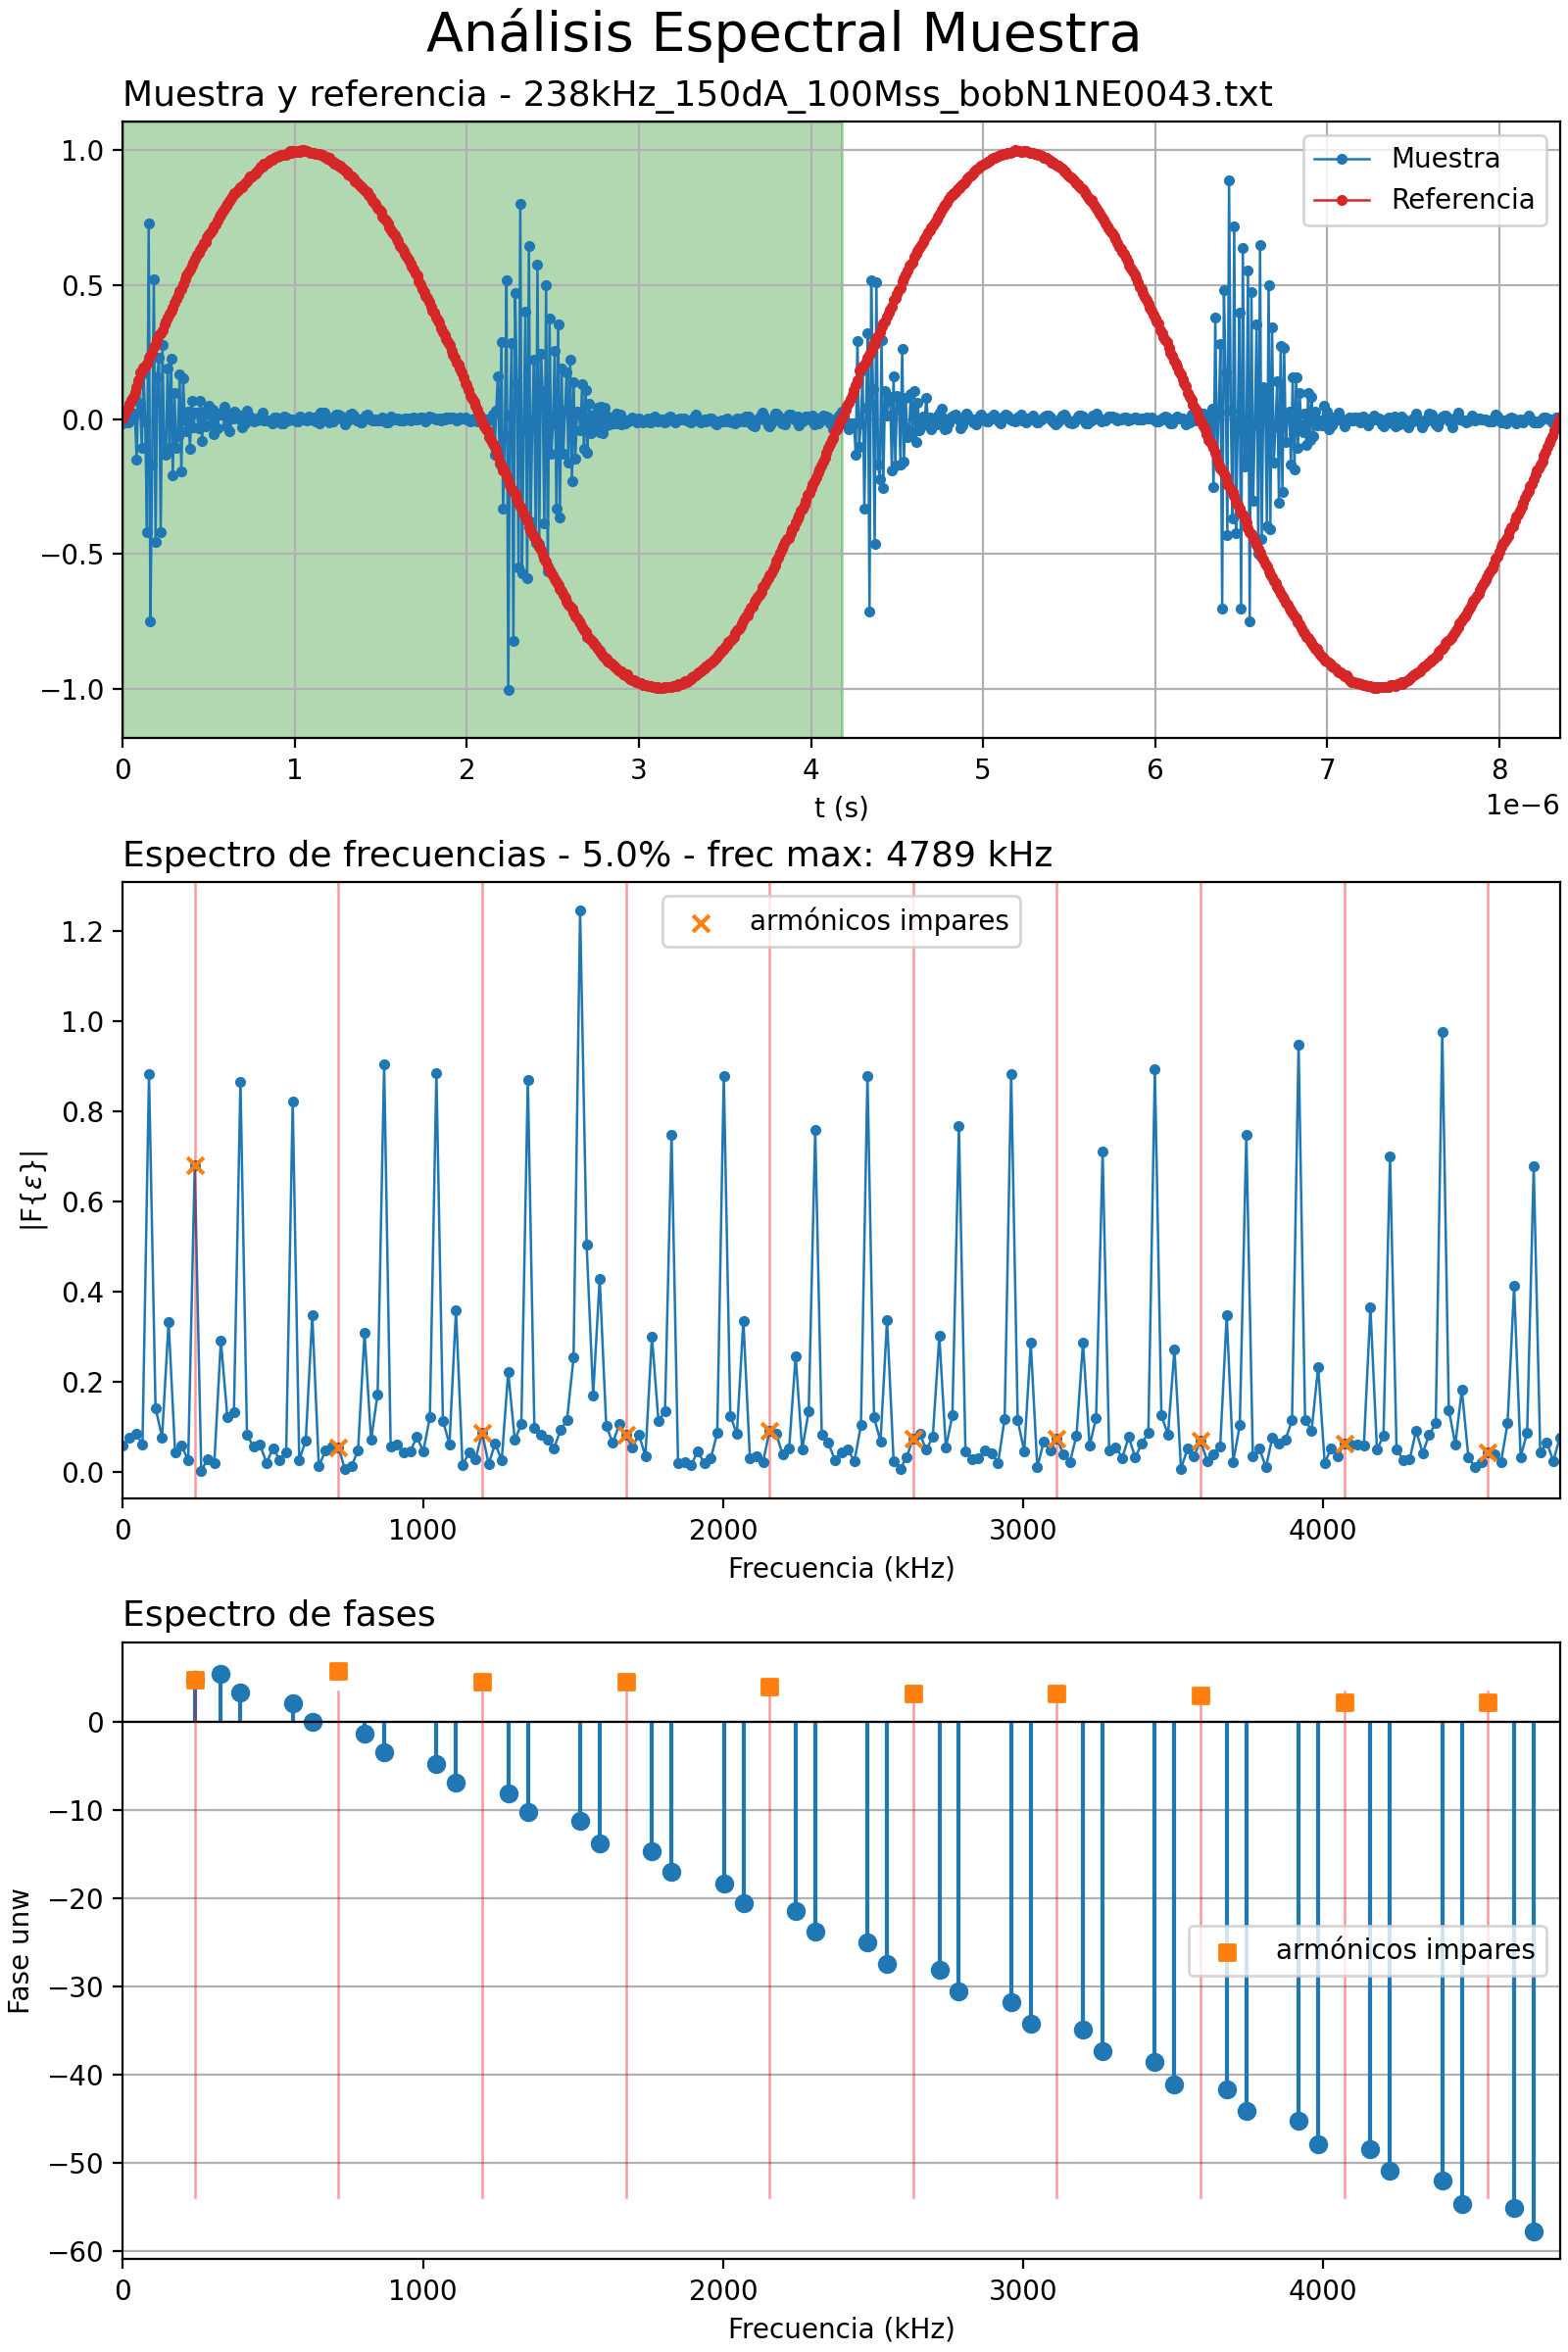 Análisis Espectral Muestra
Muestra y referencia - 238kHz_150dA_100Mss_bobN1NE0043.txt
Muestra
Referencia
1.0
0.5
0.0
−0.5
−1.0
0 1 2 3 4 5 6 7 8
1e−6
t (s)
Espectro de frecuencias - 5.0% - frec max: 4789 kHz
armónicos impares
1.2
1.0
0.8
0.6
0.4
0.2
0.0
|F{ε}|
0 1000 2000 3000 4000
Frecuencia (kHz)
Espectro de fases
0
−10
−20
−30
−40
−50
−60
Fase unw
armónicos impares
0 1000 2000 3000 4000
Frecuencia (kHz)